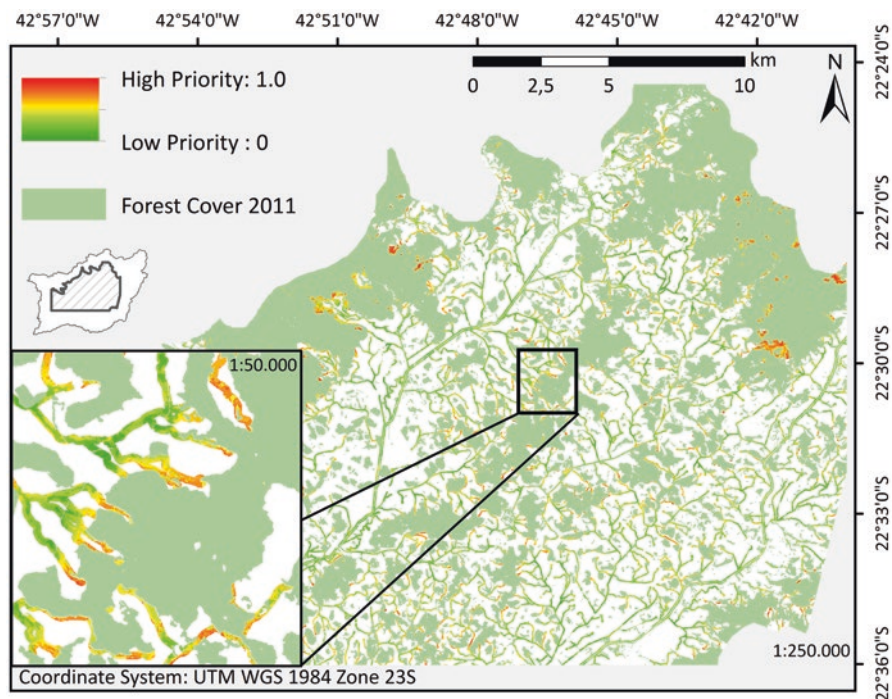 42°57'0"W 42°54'0"W 42°51'0"W 42°48'0"W 42°45'0"W 42°42'0"W
High Priority: 1.0
Low Priority : 0
Forest Cover 2011
km
0 2,5 5 10
N
22°24'0"S
22°27'0"S
22°30'0"S
22°33'0"S
22°36'0"S
1:50.000
1:250.000
Coordinate System: UTM WGS 1984 Zone 23S